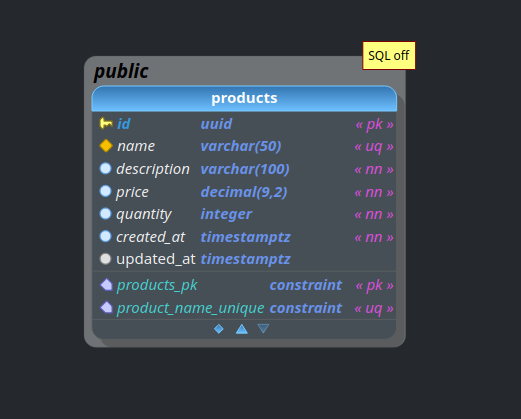 SQL off
public
products
id uuid « pk »
name varchar(50) « uq »
description varchar(100) « nn »
price decimal(9,2) « nn »
quantity integer « nn »
created_at timestamptz « nn »
updated_at timestamptz
products_pk constraint « pk »
product_name_unique constraint « uq »